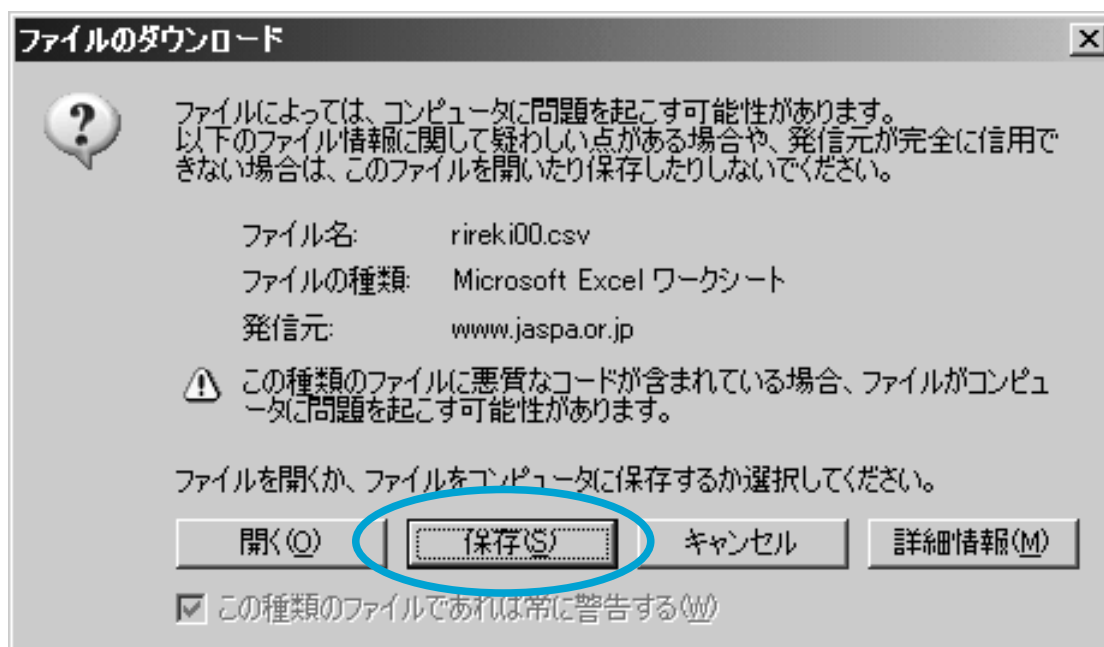 ファイルのダウンロード
ファイルによっては、コンピュータに問題を起こす可能性があります。
以下のファイル情報に関して疑わしい点がある場合や、発信元が完全に信用で
きない場合は、このファイルを開いたり保存したりしないでください。
ファイル名: rireki00.csv
ファイルの種類: Microsoft Excel ワークシート
発信元: www.jaspa.or.jp
この種類のファイルに悪質なコードが含まれている場合、ファイルがコンピュ
ータに問題を起こす可能性があります。
ファイルを開くか、ファイルをコンピュータに保存するか選択してください。
開く(O) 保存(S) キャンセル 詳細情報(M)
この種類のファイルであれば常に警告する(W)